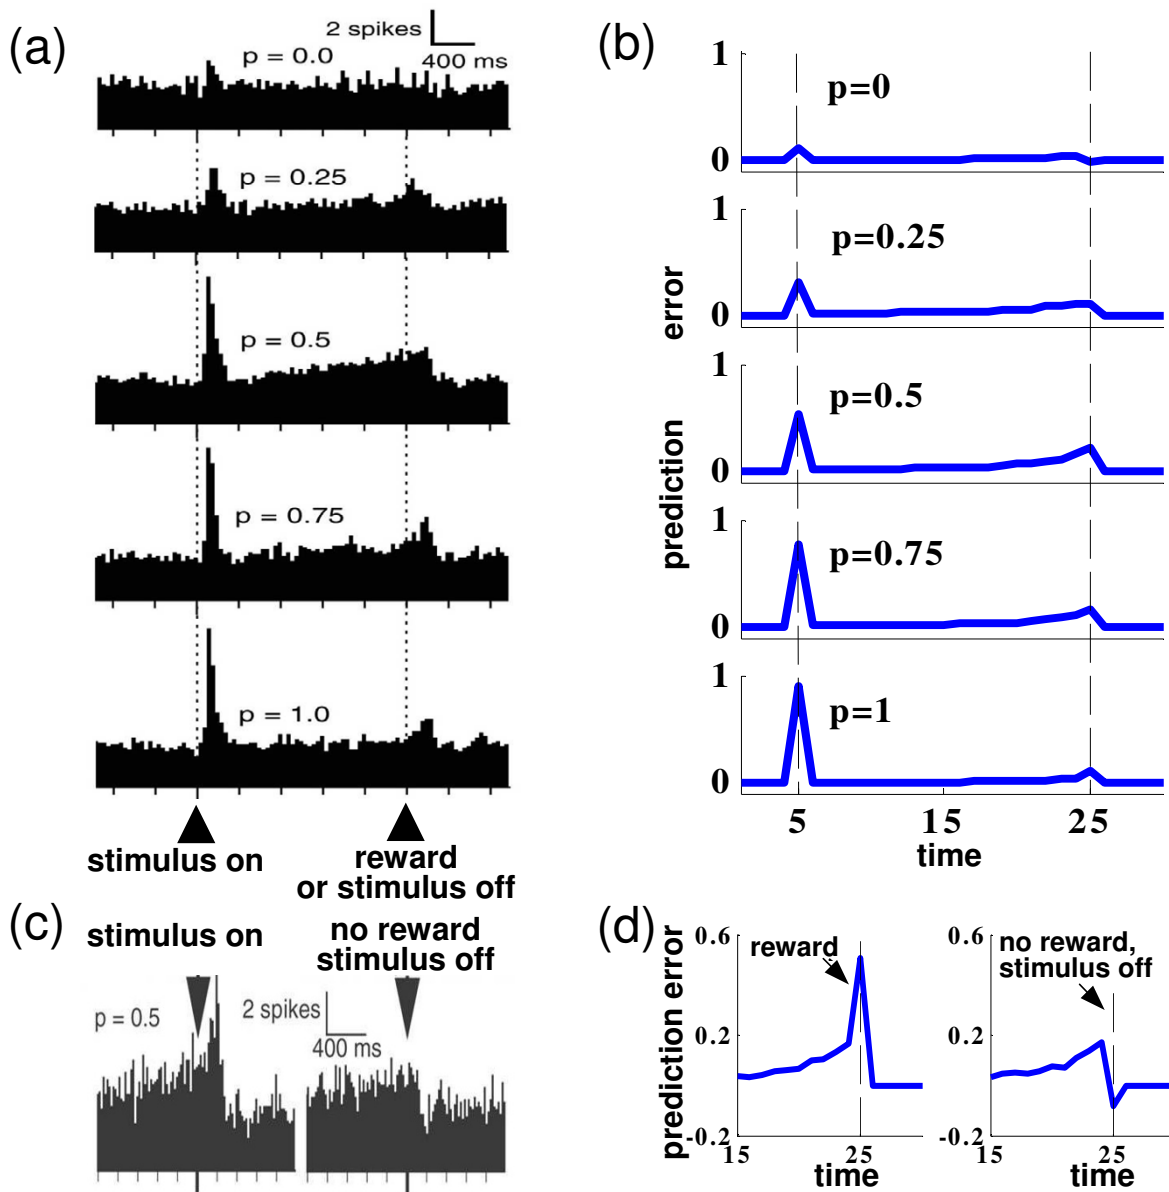 (a)
2 spikes
400 ms
p = 0.0
p = 0.25
p = 0.5
p = 0.75
p = 1.0
stimulus on
reward
or stimulus off
(b)
1
p=0
0
1
p=0.25
0
1
p=0.5
0
1
p=0.75
0
1
p=1
0
prediction error
5 15 25
time
(c)
stimulus on
no reward
stimulus off
p = 0.5
2 spikes
400 ms
(d)
prediction error
0.6
reward
0.2
-0.2
15 25
time
0.6
no reward,
stimulus off
0.2
-0.2
15 25
time